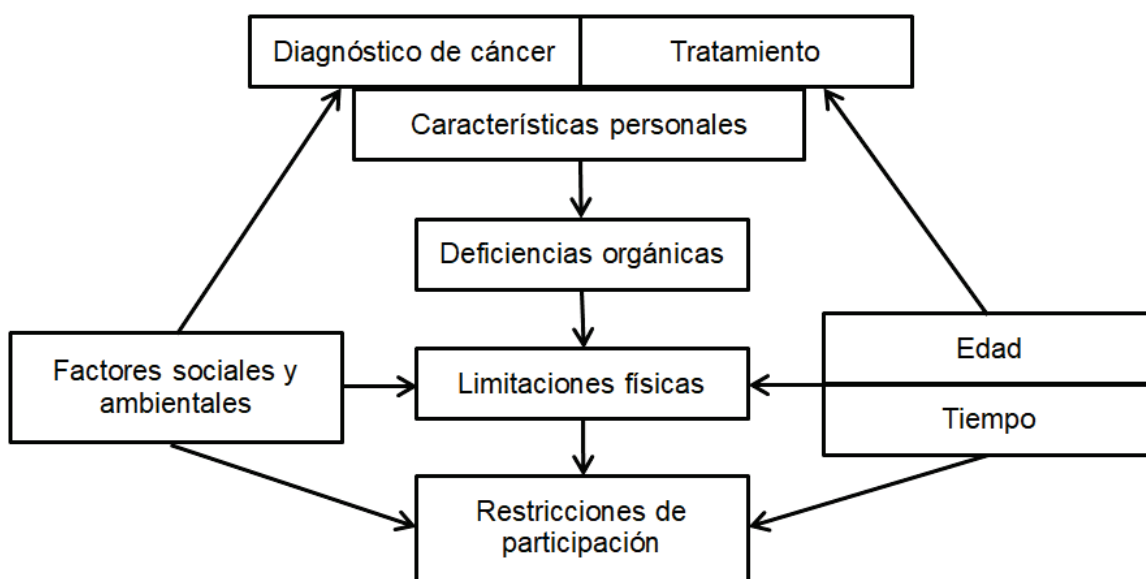 Diagnóstico de cáncer
Tratamiento
Características personales
Deficiencias orgánicas
Factores sociales y
ambientales
Limitaciones físicas
Edad
Tiempo
Restricciones de
participación